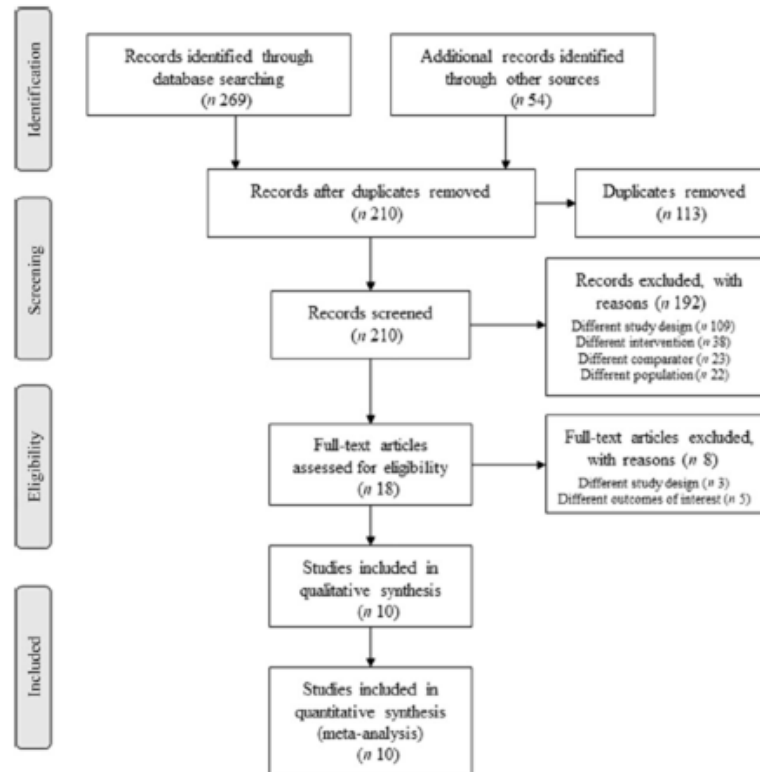 Identification
Records identified through
database searching
(n 269)
Additional records identified
through other sources
(n 54)
Records after duplicates removed
(n 210)
Duplicates removed
(n 113)
Screening
Records screened
(n 210)
Records excluded, with
reasons (n 192)
Different study design (n 109)
Different intervention (n 38)
Different comparator (n 23)
Different population (n 22)
Eligibility
Full-text articles
assessed for eligibility
(n 18)
Full-text articles excluded,
with reasons (n 8)
Different study design (n 3)
Different outcomes of interest (n 5)
Studies included in
qualitative synthesis
(n 10)
Included
Studies included in
quantitative synthesis
(meta-analysis)
(n 10)